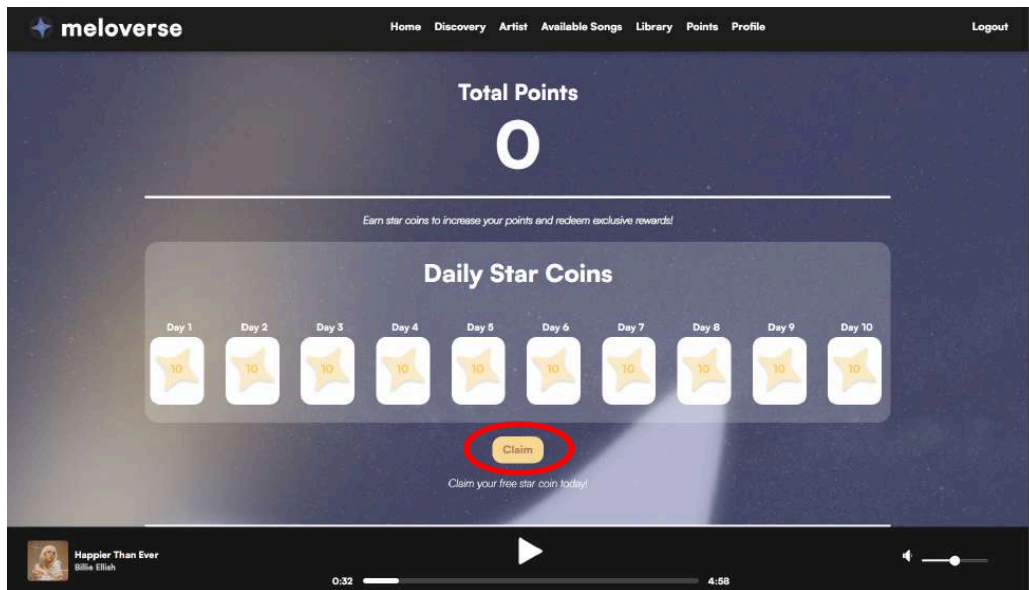 meloverse
Home Discovery Artist Available Songs Library Points Profile Logout
Total Points
0
Earn star coins to increase your points and redeem exclusive rewards!
Daily Star Coins
Day 1 Day 2 Day 3 Day 4 Day 5 Day 6 Day 7 Day 8 Day 9 Day 10
10 10 10 10 10 10 10 10 10 10
Claim
Claim your free star coin today!
Happier Than Ever
Billie Eilish
0:32 4:58